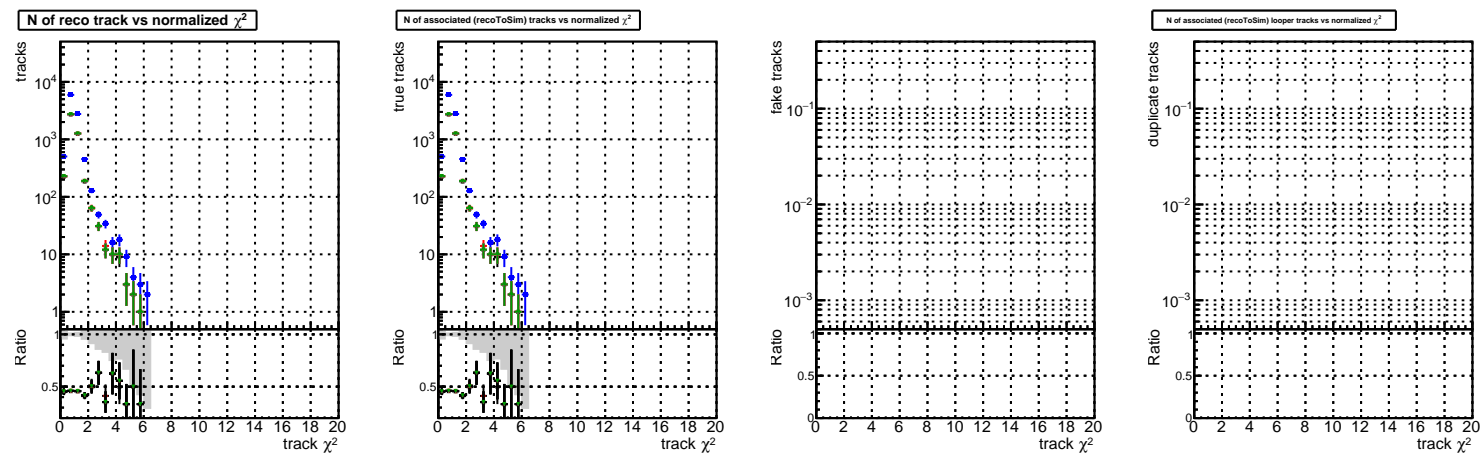 N of reco track vs normalized χ²
tracks
10⁴
10³
10²
10
1
Ratio
1
0.5
0 2 4 6 8 10 12 14 16 18 20
track χ²
N of associated (recoToSim) tracks vs normalized χ²
true tracks
10⁴
10³
10²
10
1
Ratio
1
0.5
0 2 4 6 8 10 12 14 16 18 20
track χ²
fake tracks
10⁻¹
10⁻²
10⁻³
Ratio
1
0.5
0
0 2 4 6 8 10 12 14 16 18 20
track χ²
N of associated (recoToSim) looper tracks vs normalized χ²
duplicate tracks
10⁻¹
10⁻²
10⁻³
Ratio
1
0.5
0
0 2 4 6 8 10 12 14 16 18 20
track χ²